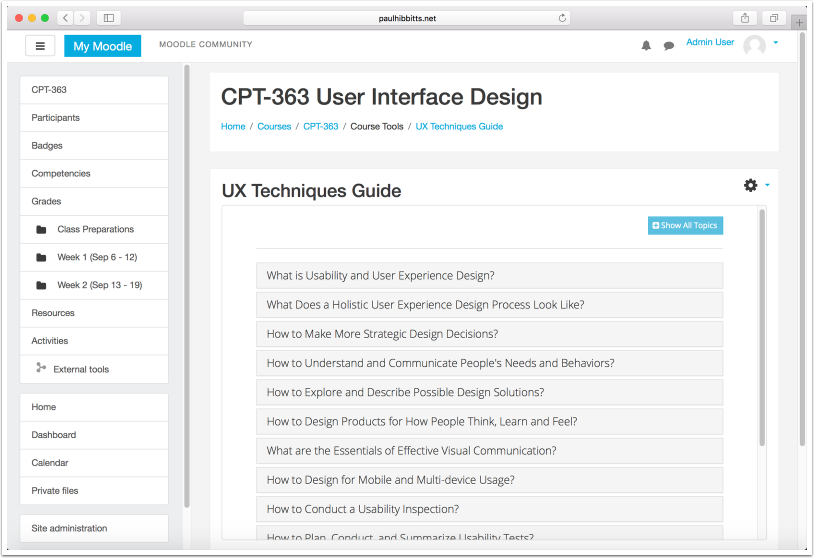 paulhibbitts.net
My Moodle
MOODLE COMMUNITY
Admin User
CPT-363
Participants
Badges
Competencies
Grades
Class Preparations
Week 1 (Sep 6 - 12)
Week 2 (Sep 13 - 19)
Resources
Activities
External tools
Home
Dashboard
Calendar
Private files
Site administration
CPT-363 User Interface Design
Home / Courses / CPT-363 / Course Tools / UX Techniques Guide
UX Techniques Guide
Show All Topics
What is Usability and User Experience Design?
What Does a Holistic User Experience Design Process Look Like?
How to Make More Strategic Design Decisions?
How to Understand and Communicate People's Needs and Behaviors?
How to Explore and Describe Possible Design Solutions?
How to Design Products for How People Think, Learn and Feel?
What are the Essentials of Effective Visual Communication?
How to Design for Mobile and Multi-device Usage?
How to Conduct a Usability Inspection?
How to Plan, Conduct, and Summarize Usability Tests?